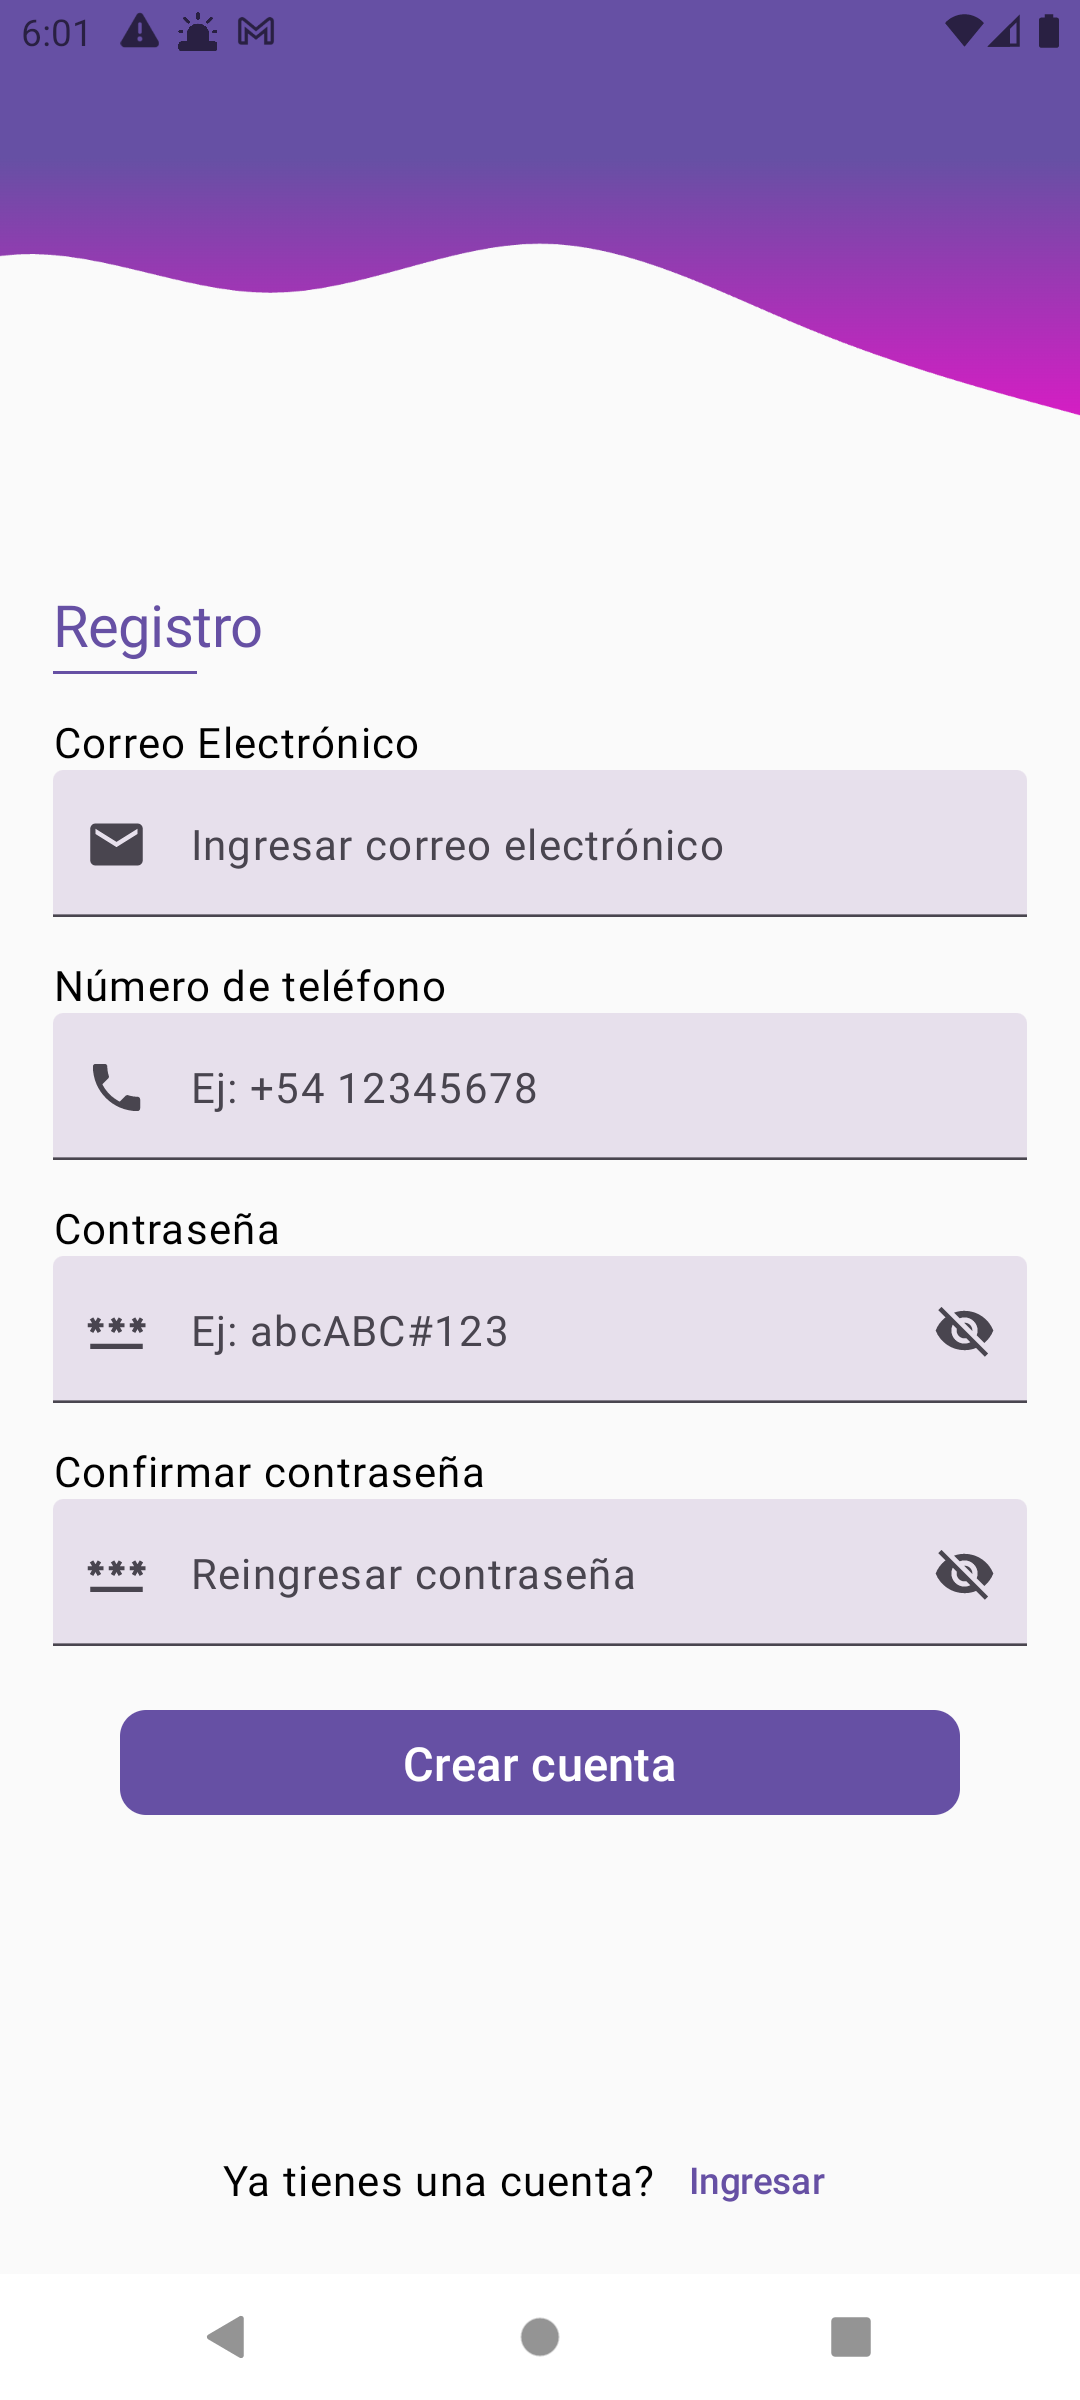 6:01
Registro
Correo Electrónico
Ingresar correo electrónico
Número de teléfono
Ej: +54 12345678
Contraseña
Ej: abcABC#123
Confirmar contraseña
Reingresar contraseña
Crear cuenta
Ya tienes una cuenta? Ingresar